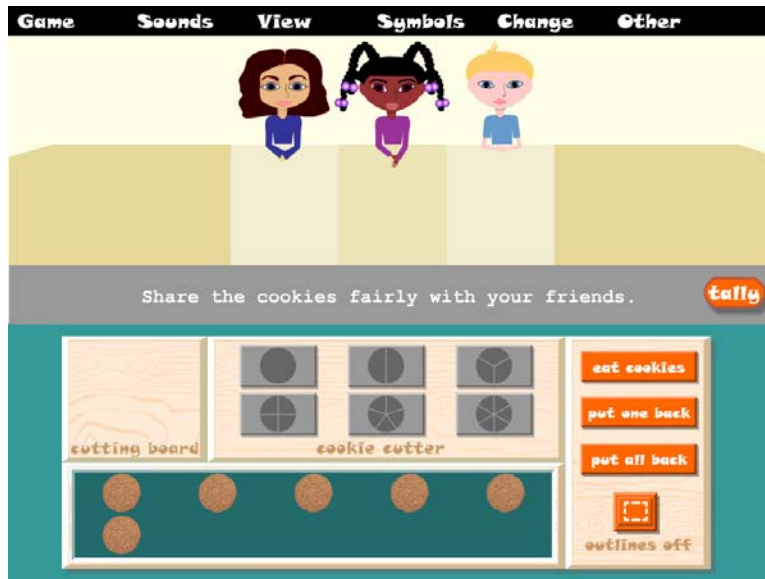 Game Sounds View Symbols Change Other
Share the cookies fairly with your friends.
tally
eat cookies
put one back
cutting board
cookie cutter
put all back
outlines off